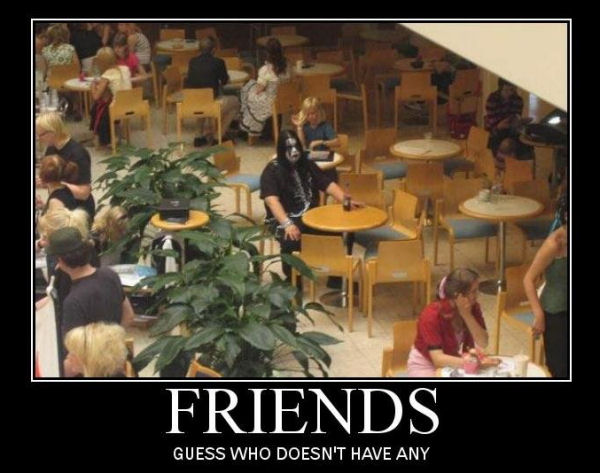 FRIENDS
GUESS WHO DOESN'T HAVE ANY